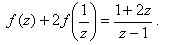 f(z) + 2f(1/z) = (1+2z)/(z−1) .